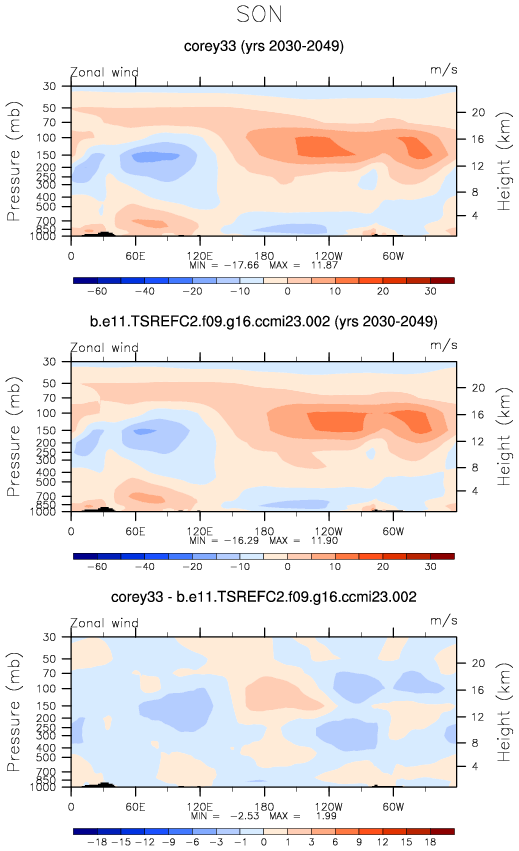 SON
corey33 (yrs 2030-2049)
Zonal wind m/s
Pressure (mb)
30
50
70
100
150
200
250
300
400
500
700
850
1000
20
16
12
8
4
Height (km)
0 60E 120E 180 120W 60W
MIN = -17.66 MAX = 11.87
-60 -40 -20 -10 0 10 20 30
b.e11.TSREFC2.f09.g16.ccmi23.002 (yrs 2030-2049)
Zonal wind m/s
Pressure (mb)
30
50
70
100
150
200
250
300
400
500
700
850
1000
20
16
12
8
4
Height (km)
0 60E 120E 180 120W 60W
MIN = -16.29 MAX = 11.90
-60 -40 -20 -10 0 10 20 30
corey33 - b.e11.TSREFC2.f09.g16.ccmi23.002
Zonal wind m/s
Pressure (mb)
30
50
70
100
150
200
250
300
400
500
700
850
1000
20
16
12
8
4
Height (km)
0 60E 120E 180 120W 60W
MIN = -2.53 MAX = 1.99
-18 -15 -12 -9 -6 -3 -1 0 1 3 6 9 12 15 18